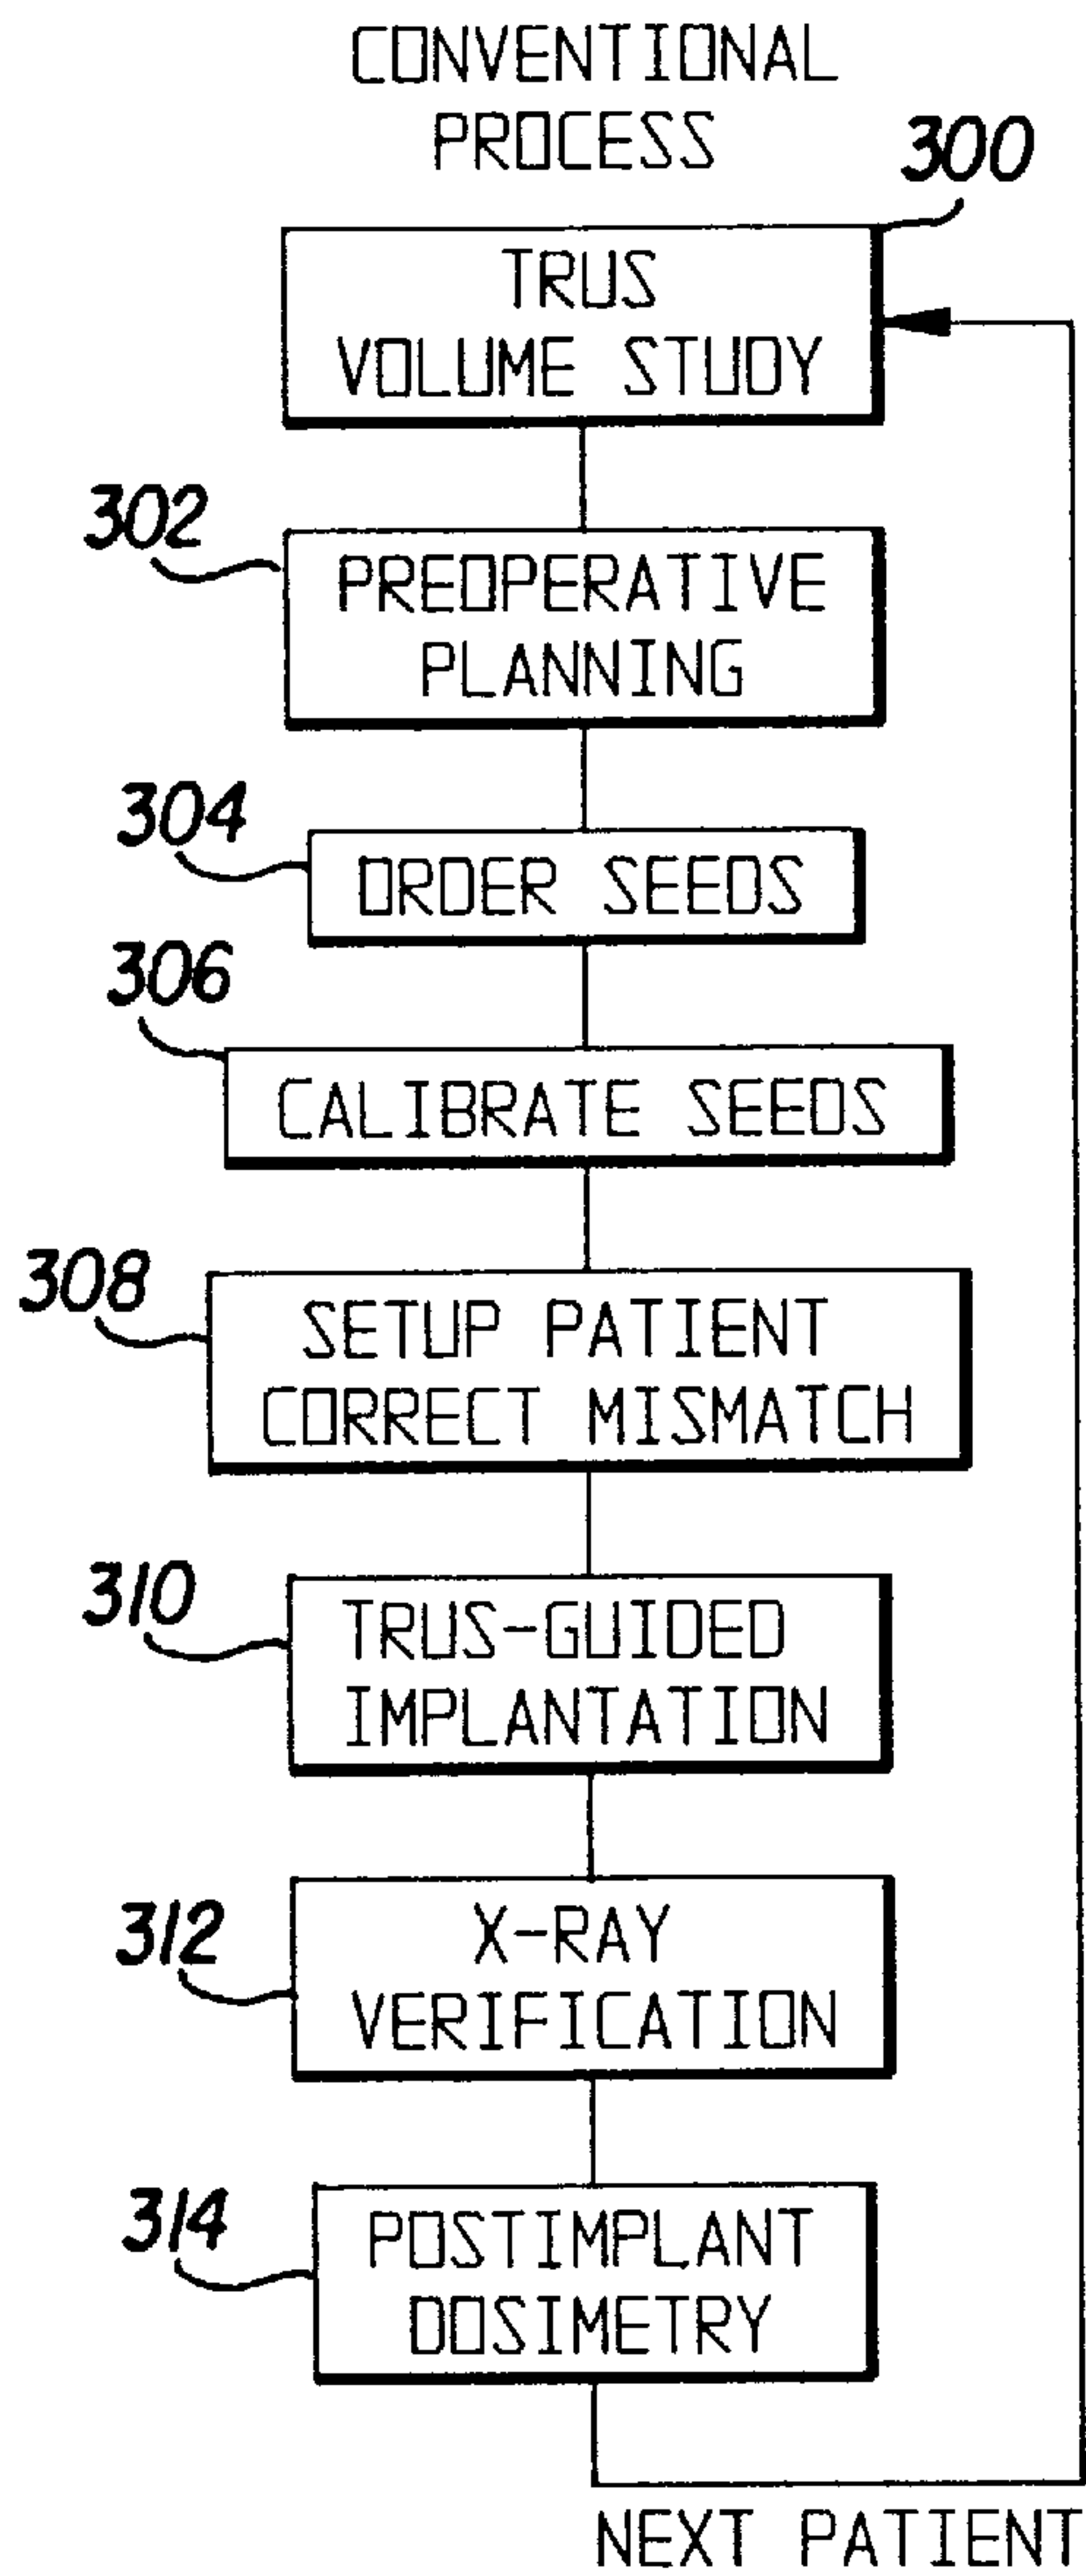 CONVENTIONAL
PROCESS
300
TRUS
VOLUME STUDY
302
PREOPERATIVE
PLANNING
304
ORDER SEEDS
306
CALIBRATE SEEDS
308
SETUP PATIENT
CORRECT MISMATCH
310
TRUS-GUIDED
IMPLANTATION
312
X-RAY
VERIFICATION
314
POSTIMPLANT
DOSIMETRY
NEXT PATIENT